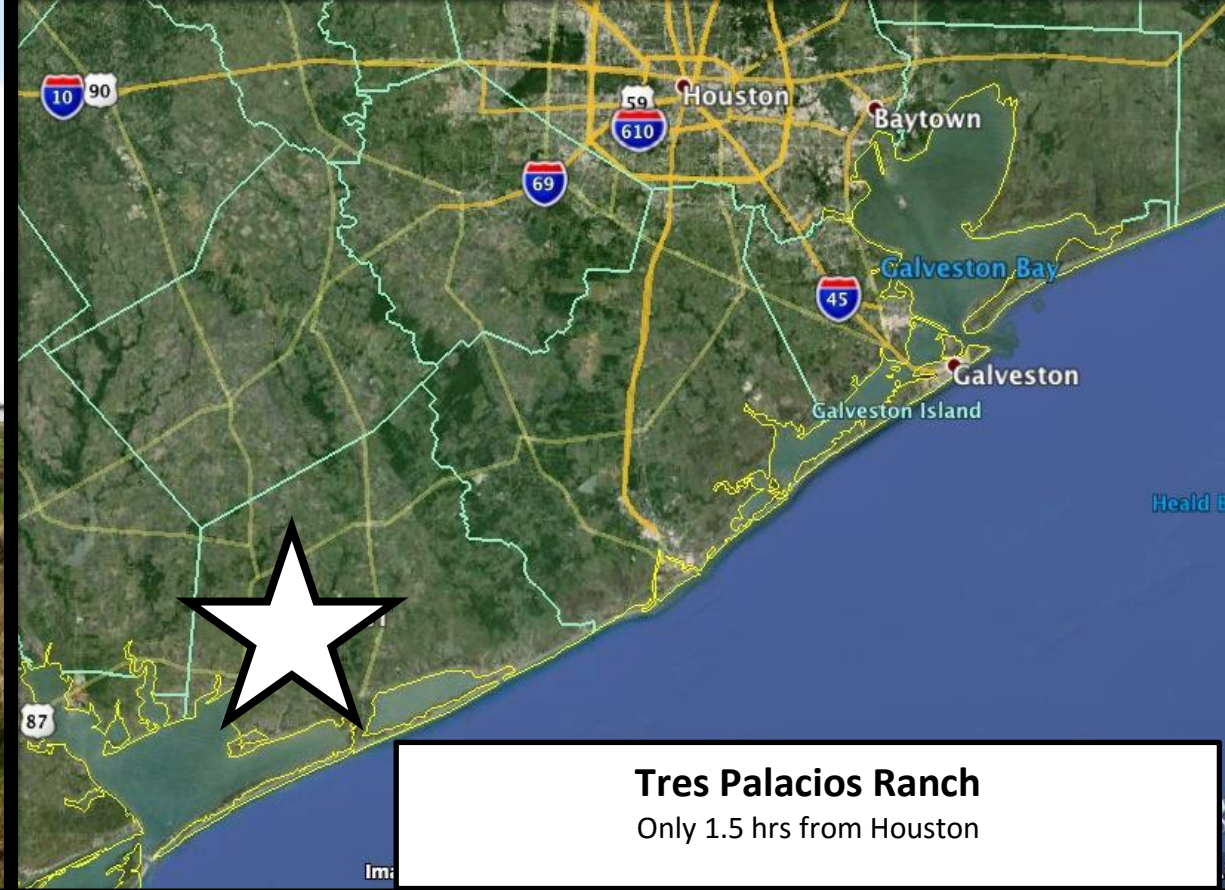 10
90
59
610
Houston
Baytown
69
Galveston Bay
45
Galveston
Galveston Island
Heald
87
Tres Palacios Ranch
Only 1.5 hrs from Houston